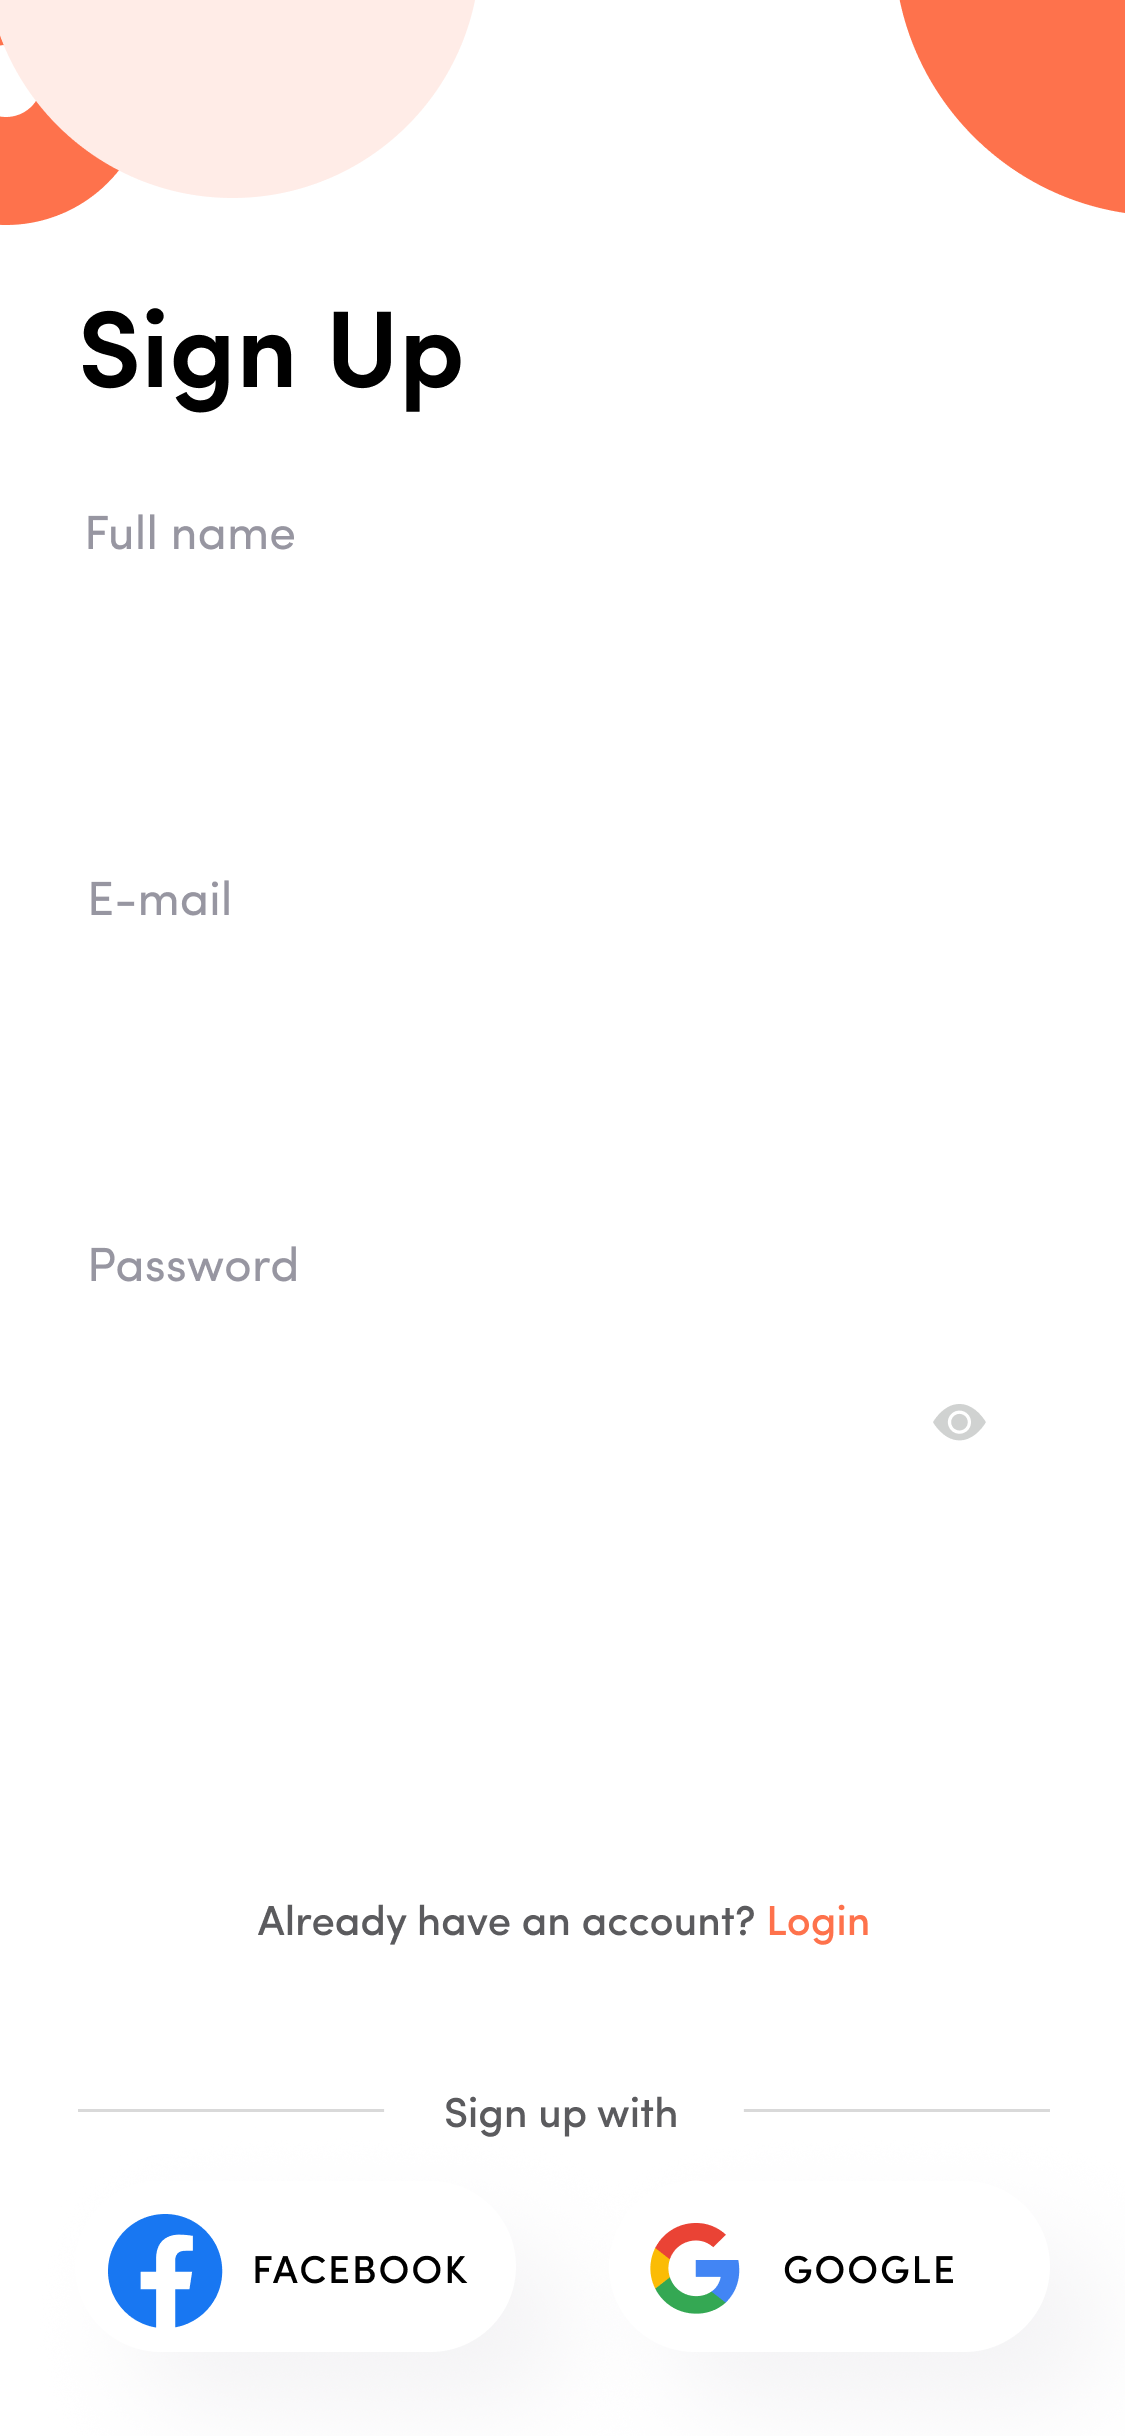 Sign Up
Full name
E-mail
Password
Already have an account? Login
Sign up with
FACEBOOK
GOOGLE